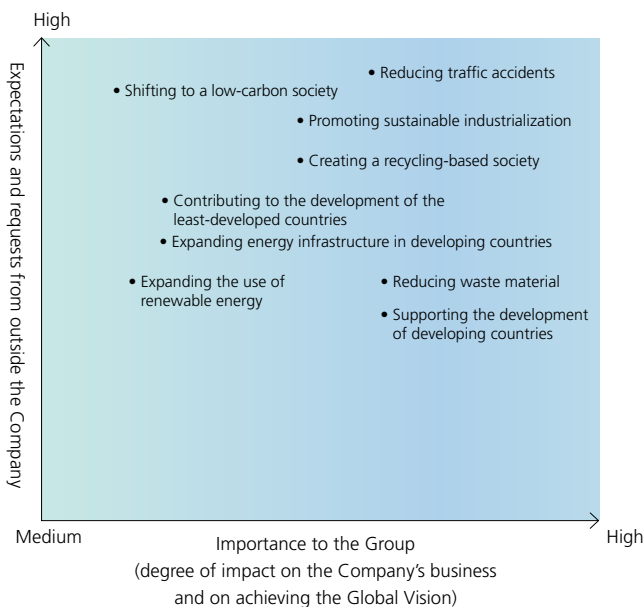 High
Expectations and requests from outside the Company
• Reducing traffic accidents
• Shifting to a low-carbon society
• Promoting sustainable industrialization
• Creating a recycling-based society
• Contributing to the development of the
least-developed countries
• Expanding energy infrastructure in developing countries
• Expanding the use of
renewable energy
• Reducing waste material
• Supporting the development
of developing countries
Medium
High
Importance to the Group
(degree of impact on the Company’s business
and on achieving the Global Vision)